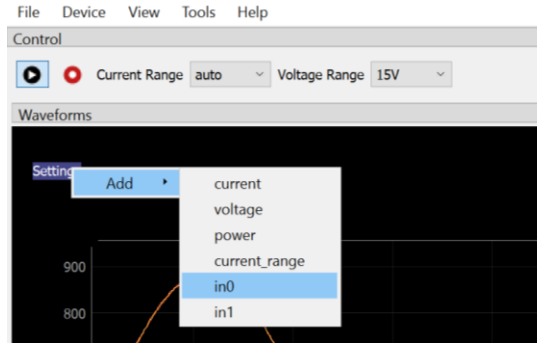 File Device View Tools Help
Control
Current Range auto Voltage Range 15V
Waveforms
Setting
Add
current
voltage
power
current_range
in0
in1
900
800